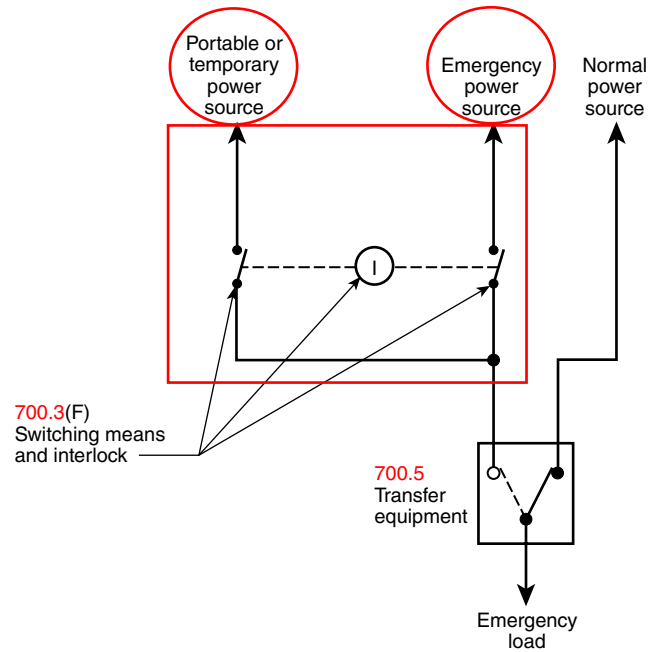 Portable or
temporary
power
source
Emergency
power
source
Normal
power
source
I
700.3(F)
Switching means
and interlock
700.5
Transfer
equipment
Emergency
load